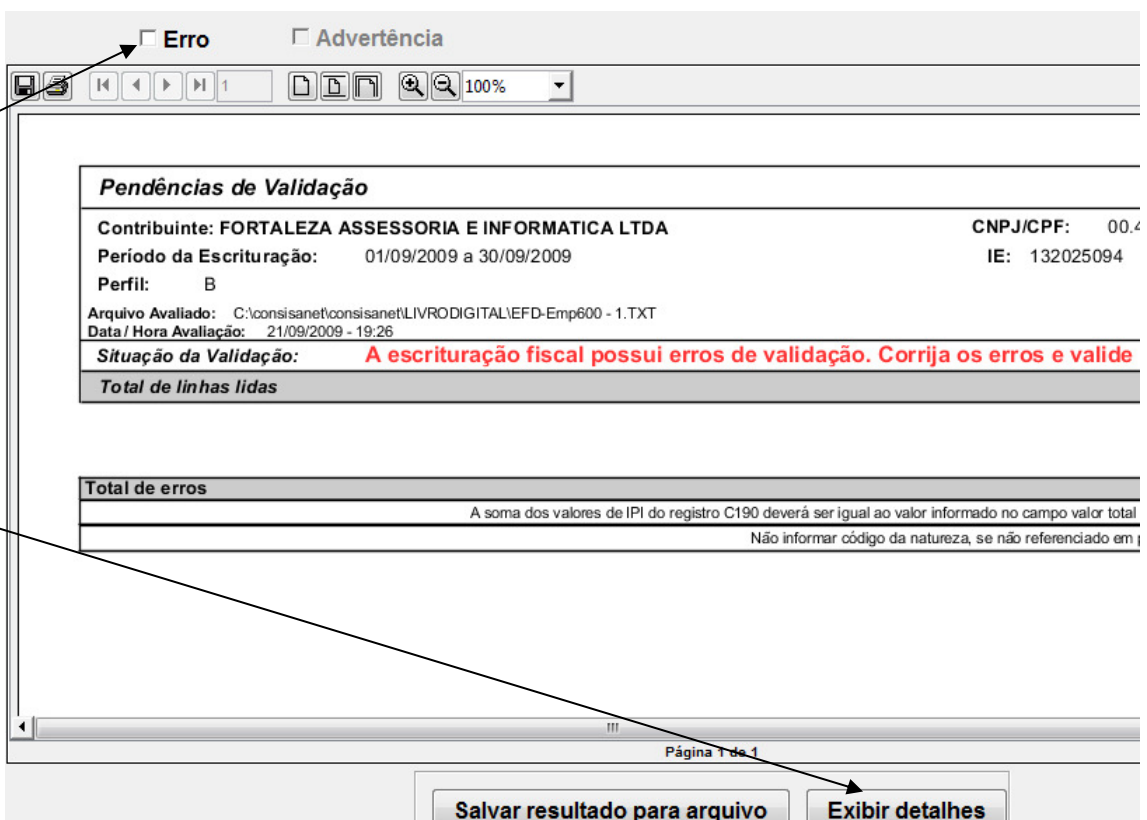 Erro Advertência
1 100%
Pendências de Validação
Contribuinte: FORTALEZA ASSESSORIA E INFORMATICA LTDA CNPJ/CPF: 00.4
Período da Escrituração: 01/09/2009 a 30/09/2009 IE: 132025094
Perfil: B
Arquivo Avaliado: C:\consisanet\consisanet\LIVRODIGITAL\EFD-Emp600 - 1.TXT
Data / Hora Avaliação: 21/09/2009 - 19:26
Situação da Validação: A escrituração fiscal possui erros de validação. Corrija os erros e valide
Total de linhas lidas
Total de erros
A soma dos valores de IPI do registro C190 deverá ser igual ao valor informado no campo valor total
Não informar código da natureza, se não referenciado em
Página 1 de 1
Salvar resultado para arquivo Exibir detalhes